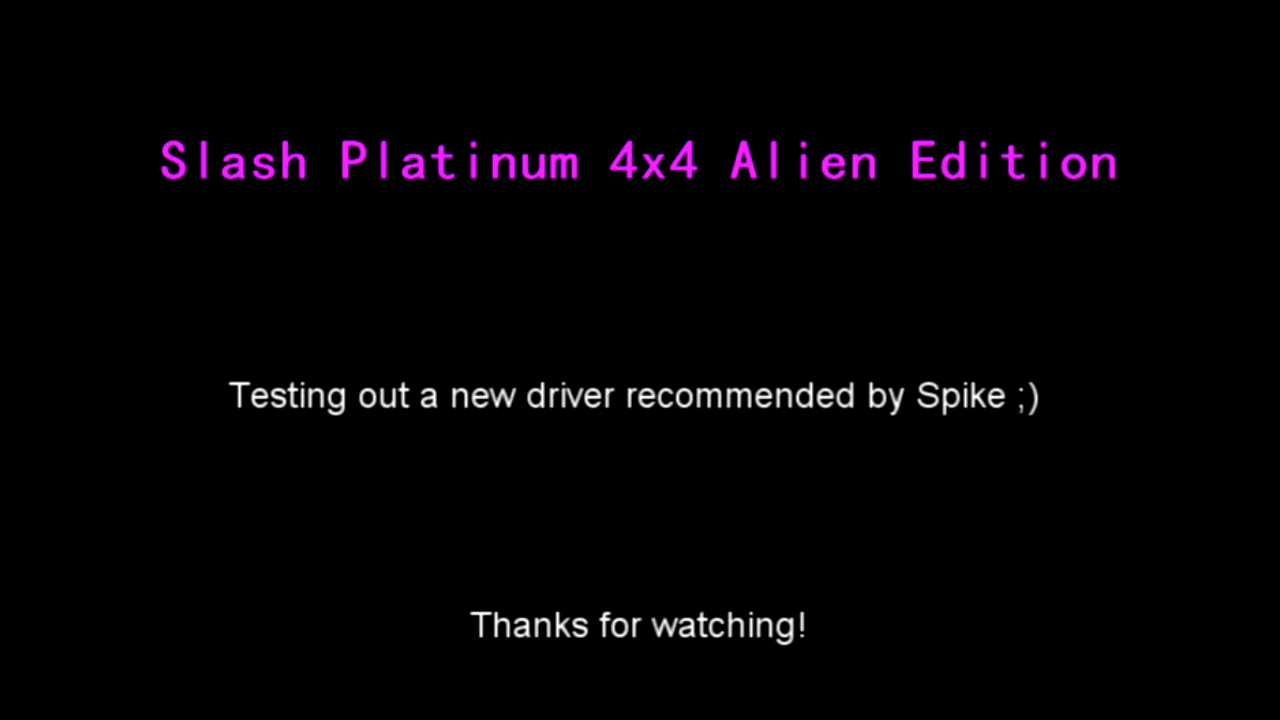 Slash Platinum 4x4 Alien Edition
Testing out a new driver recommended by Spike ;)
Thanks for watching!